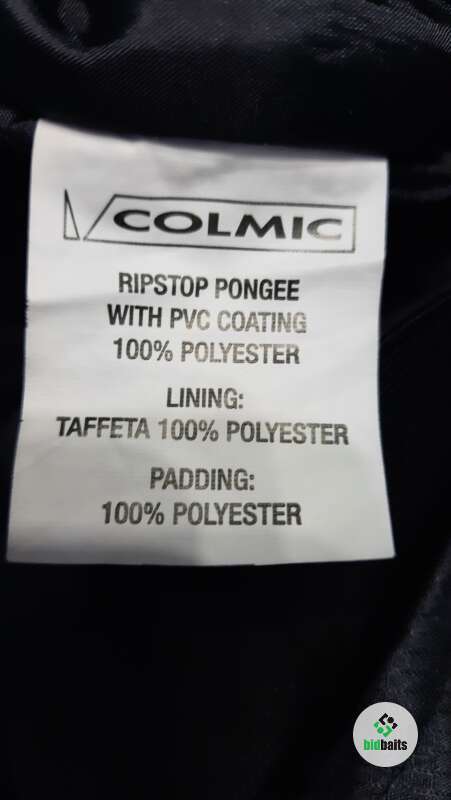 COLMIC
RIPSTOP PONGEE
WITH PVC COATING
100% POLYESTER
LINING:
TAFFETA 100% POLYESTER
PADDING:
100% POLYESTER
bidbaits